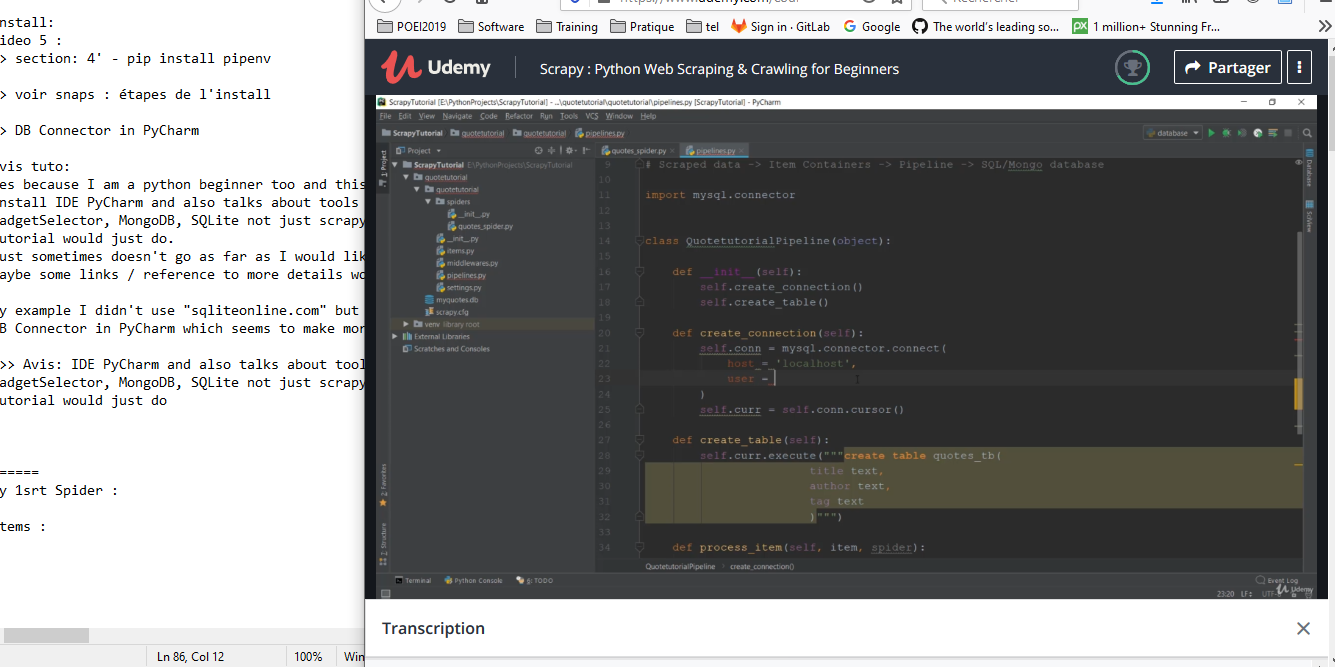 nstall:
ideo 5 :
> section: 4' - pip install pipenv
> voir snaps : étapes de l'install
> DB Connector in PyCharm
vis tuto:
es because I am a python beginner too and this
nstall IDE PyCharm and also talks about tools
adgetSelector, MongoDB, SQLite not just scrapy
utorial would just do.
ust sometimes doesn't go as far as I would lik
aybe some links / reference to more details wo
y example I didn't use "sqliteonline.com" but
B Connector in PyCharm which seems to make mor
>> Avis: IDE PyCharm and also talks about tool
adgetSelector, MongoDB, SQLite not just scrapy
utorial would just do
=====
y 1srt Spider :
tems :
Ln 86, Col 12 100% Win
POEI2019 Software Training Pratique tel Sign in · GitLab Google The world's leading so... 1 million+ Stunning Fr...
Udemy Scrapy : Python Web Scraping & Crawling for Beginners Partager
ScrapyTutorial [E:\PythonProjects\ScrapyTutorial] - ...\quotetutorial\quotetutorial\pipelines.py [ScrapyTutorial] - PyCharm
File Edit View Navigate Code Refactor Run Tools VCS Window Help
ScrapyTutorial quotetutorial quotetutorial pipelines.py database
Project quotes_spider.py pipelines.py
1: Project
ScrapyTutorial E:\PythonProjects\ScrapyTutorial
quotetutorial
quotetutorial
spiders
__init__.py
quotes_spider.py
__init__.py
items.py
middlewares.py
pipelines.py
settings.py
myquotes.db
scrapy.cfg
venv library root
External Libraries
Scratches and Consoles
2: Favorites
7: Structure
9 # Scraped data -> Item Containers -> Pipeline -> SQL/Mongo database
10
11 import mysql.connector
12
13
14 class QuotetutorialPipeline(object):
15
16 def __init__(self):
17 self.create_connection()
18 self.create_table()
19
20 def create_connection(self):
21 self.conn = mysql.connector.connect(
22 host = 'localhost',
23 user =
24 )
25 self.curr = self.conn.cursor()
26
27 def create_table(self):
28 self.curr.execute("""create table quotes_tb(
29 title text,
30 author text,
31 tag text
32 )""")
33
34 def process_item(self, item, spider):
QuotetutorialPipeline › create_connection()
Database
SciView
Terminal Python Console 6: TODO Event Log
23:20 LF÷
Udemy
Transcription